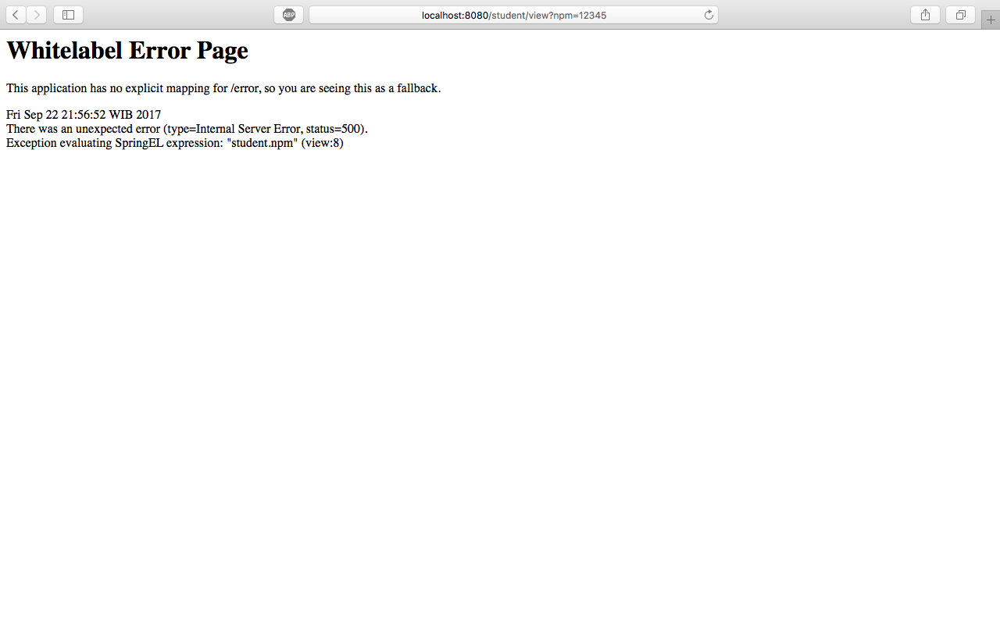 ABP
localhost:8080/student/view?npm=12345
Whitelabel Error Page
This application has no explicit mapping for /error, so you are seeing this as a fallback.
Fri Sep 22 21:56:52 WIB 2017
There was an unexpected error (type=Internal Server Error, status=500).
Exception evaluating SpringEL expression: "student.npm" (view:8)